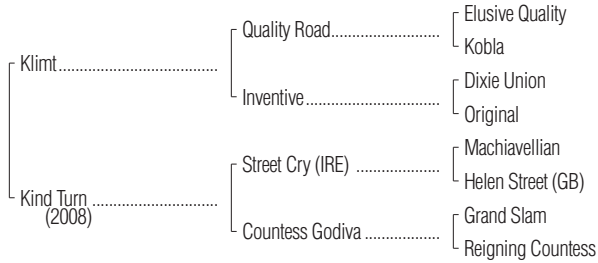 Elusive Quality
Quality Road
Kobla
Klimt
Dixie Union
Inventive
Original
Machiavellian
Street Cry (IRE)
Helen Street (GB)
Kind Turn
(2008)
Grand Slam
Countess Godiva
Reigning Countess